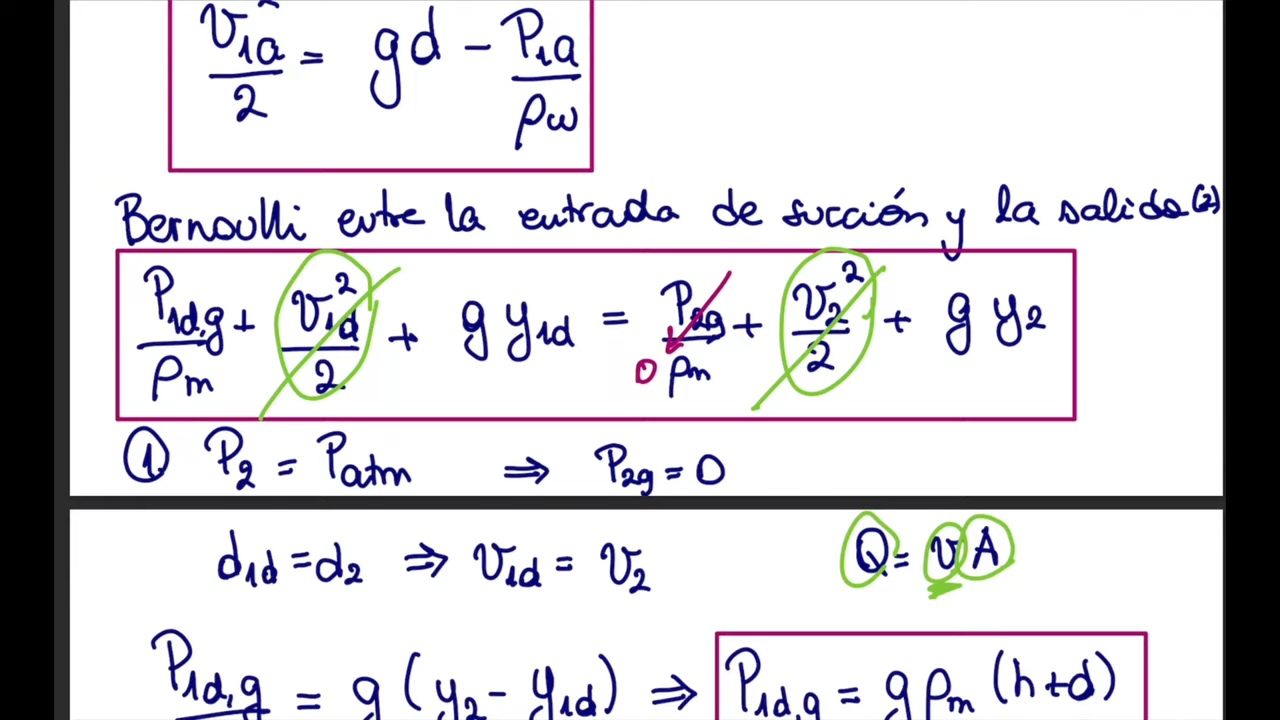 v₁ₐ²/2 = gd - P₁ₐ/ρω
Bernoulli entre la entrada de succión y la salida (2)
P₁d,g/ρm + v₁d²/2 + g y₁d = P₂g/ρm + v₂²/2 + g y₂
0
① P₂ = Patm ⇒ P₂g = 0
d₁d = d₂ ⇒ v₁d = v₂ Q = v A
P₁d,g = g (y₂ - y₁d) ⇒ P₁d,g = g ρm (h+d)